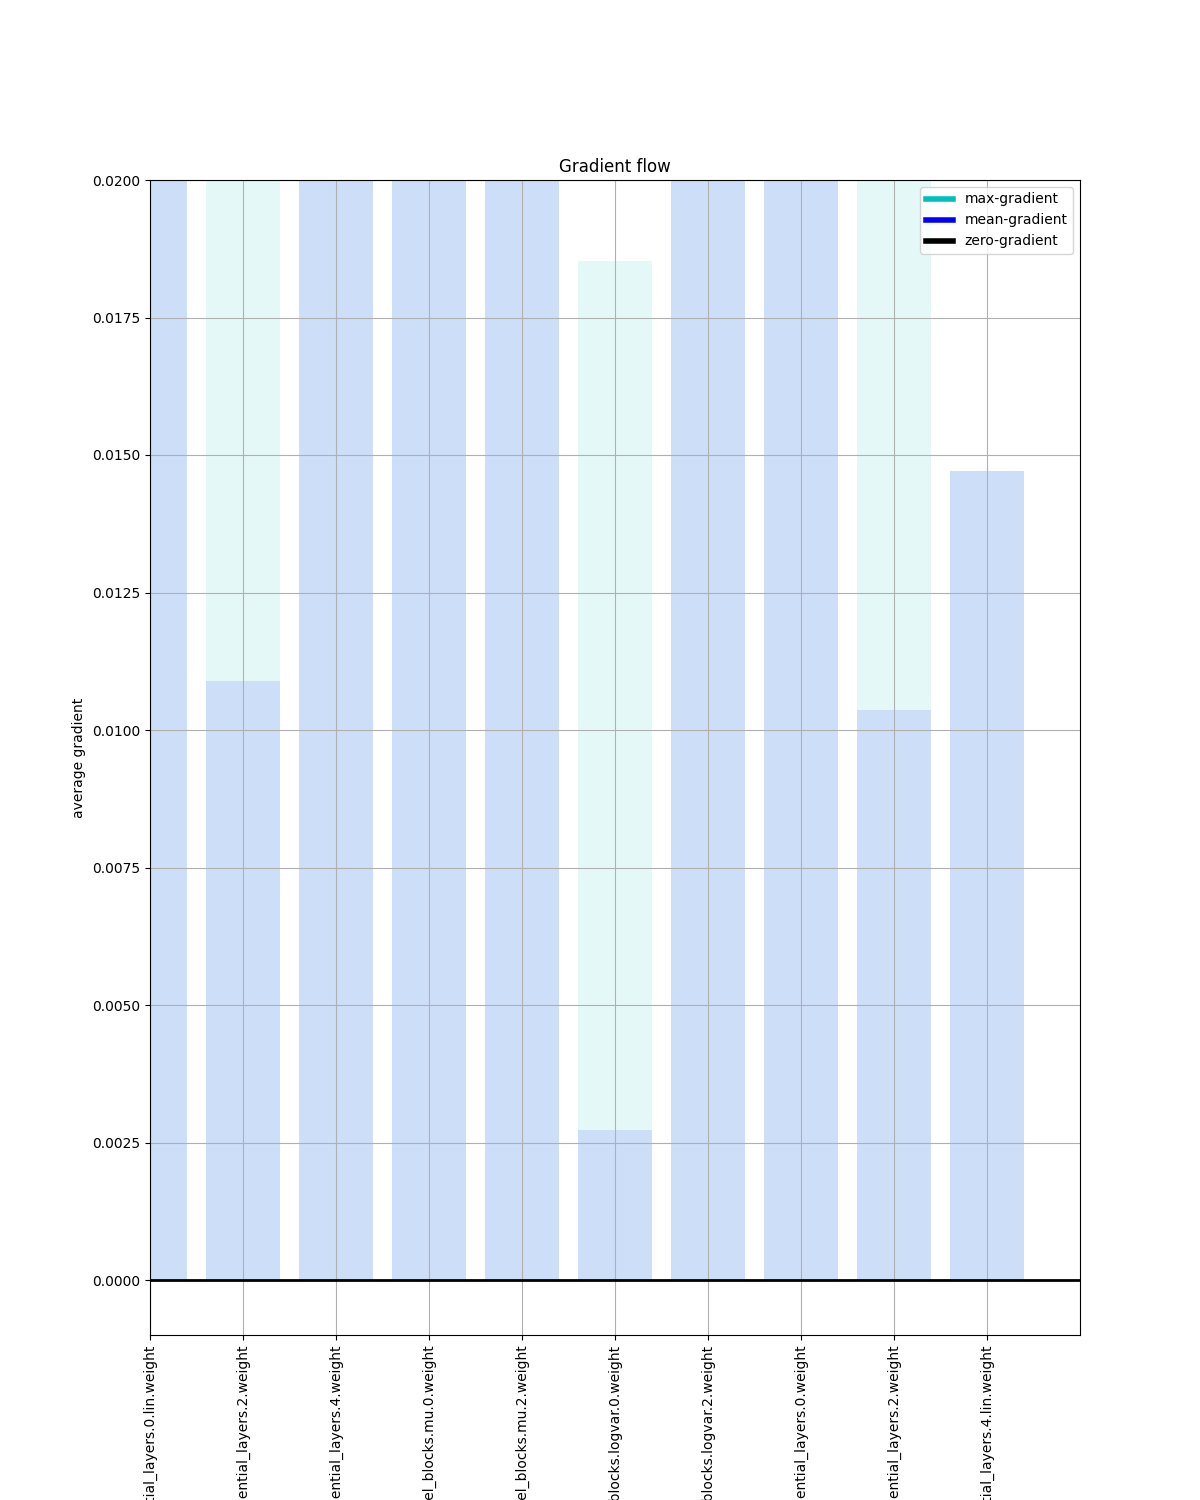 Gradient flow
max-gradient
mean-gradient
zero-gradient
0.0200
0.0175
0.0150
0.0125
0.0100
0.0075
0.0050
0.0025
0.0000
average gradient
tial_layers.0.lin.weight
ential_layers.2.weight
ential_layers.4.weight
el_blocks.mu.0.weight
el_blocks.mu.2.weight
blocks.logvar.0.weight
blocks.logvar.2.weight
ential_layers.0.weight
ential_layers.2.weight
tial_layers.4.lin.weight